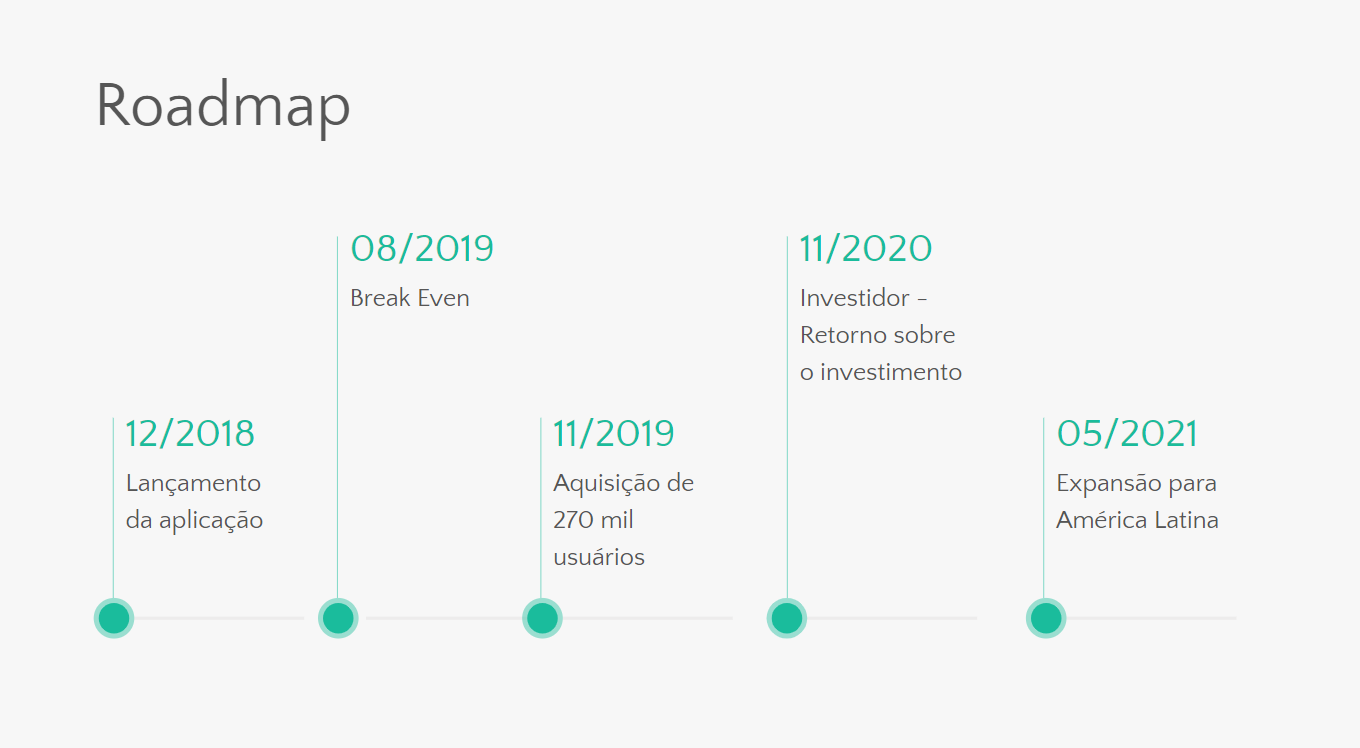 Roadmap
12/2018
Lançamento
da aplicação
08/2019
Break Even
11/2019
Aquisição de
270 mil
usuários
11/2020
Investidor -
Retorno sobre
o investimento
05/2021
Expansão para
América Latina